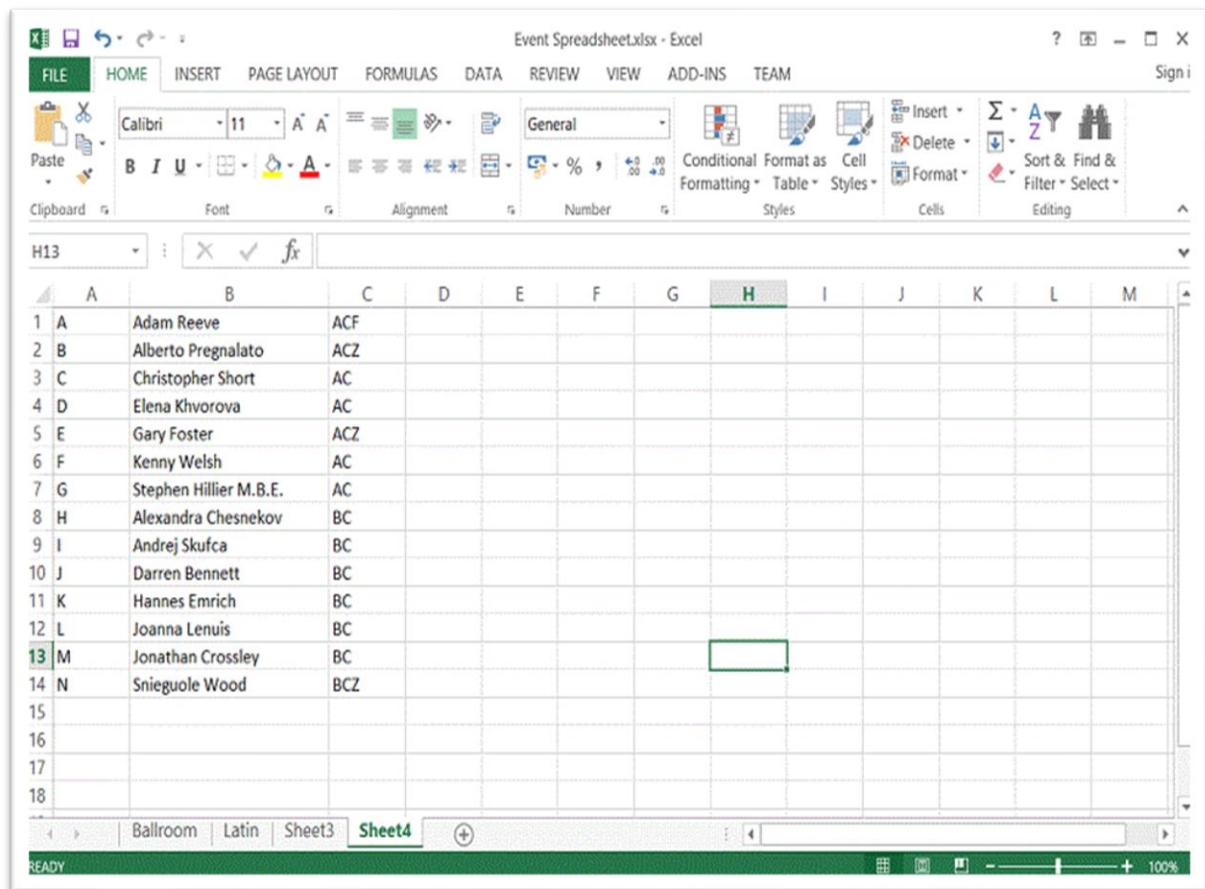 Event Spreadsheet.xlsx - Excel
FILE HOME INSERT PAGE LAYOUT FORMULAS DATA REVIEW VIEW ADD-INS TEAM Sign i
Calibri 11 A A General Insert
Paste B I U A % , Conditional Format as Cell Delete Sort & Find &
Formatting Table Styles Format Filter Select
Clipboard Font Alignment Number Styles Cells Editing
H13 fx
A B C D E F G H I J K L M
1 A Adam Reeve ACF
2 B Alberto Pregnalato ACZ
3 C Christopher Short AC
4 D Elena Khvorova AC
5 E Gary Foster ACZ
6 F Kenny Welsh AC
7 G Stephen Hillier M.B.E. AC
8 H Alexandra Chesnekov BC
9 I Andrej Skufca BC
10 J Darren Bennett BC
11 K Hannes Emrich BC
12 L Joanna Lenuis BC
13 M Jonathan Crossley BC
14 N Snieguole Wood BCZ
15
16
17
18
Ballroom Latin Sheet3 Sheet4
READY 100%